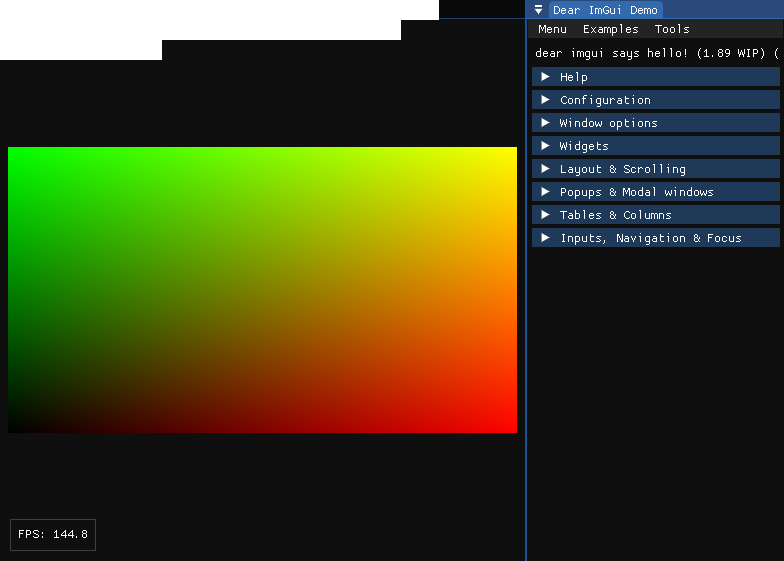 Dear ImGui Demo
Menu Examples Tools
dear imgui says hello! (1.89 WIP) (
Help
Configuration
Window options
Widgets
Layout & Scrolling
Popups & Modal windows
Tables & Columns
Inputs, Navigation & Focus
FPS: 144.8